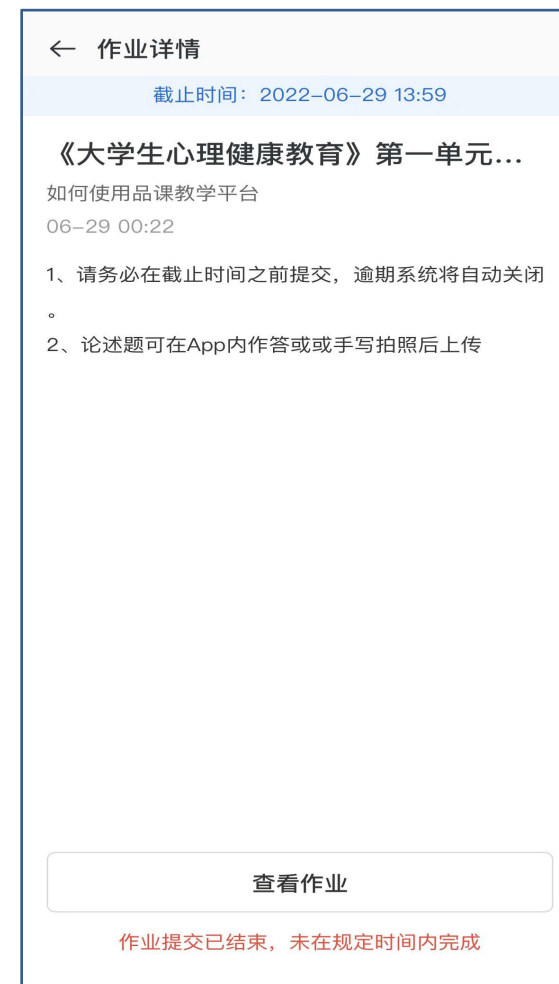 ← 作业详情
截止时间：2022-06-29 13:59
《大学生心理健康教育》第一单元...
如何使用品课教学平台
06-29 00:22
1、请务必在截止时间之前提交，逾期系统将自动关闭
。
2、论述题可在App内作答或或手写拍照后上传
查看作业
作业提交已结束，未在规定时间内完成